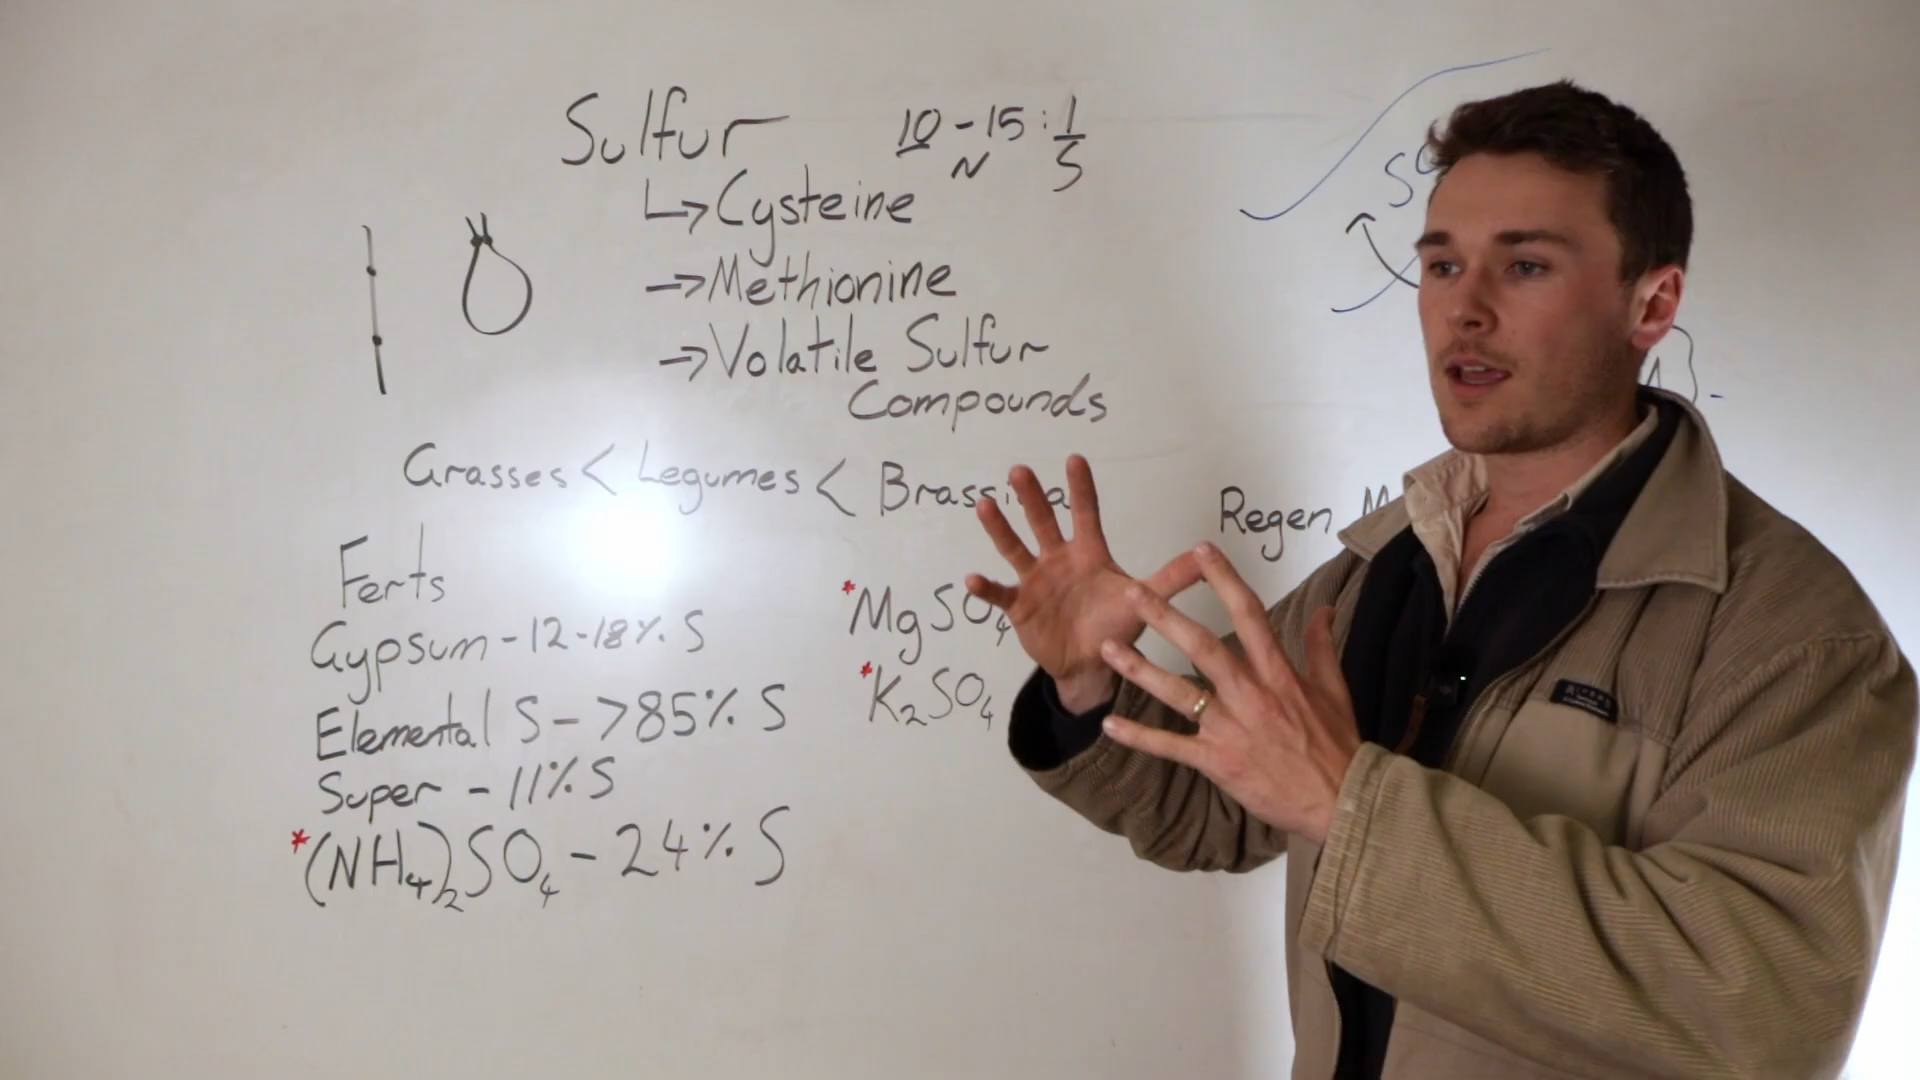 Sulfur 10-15:1
N S
↳Cysteine
→Methionine
→Volatile Sulfur
Compounds
Grasses < Legumes <
Regen
Ferts
Gypsum - 12-18% S
Elemental S - >85% S
Super - 11% S
*(NH₄)₂SO₄ - 24% S
*MgSO₄
*K₂SO₄